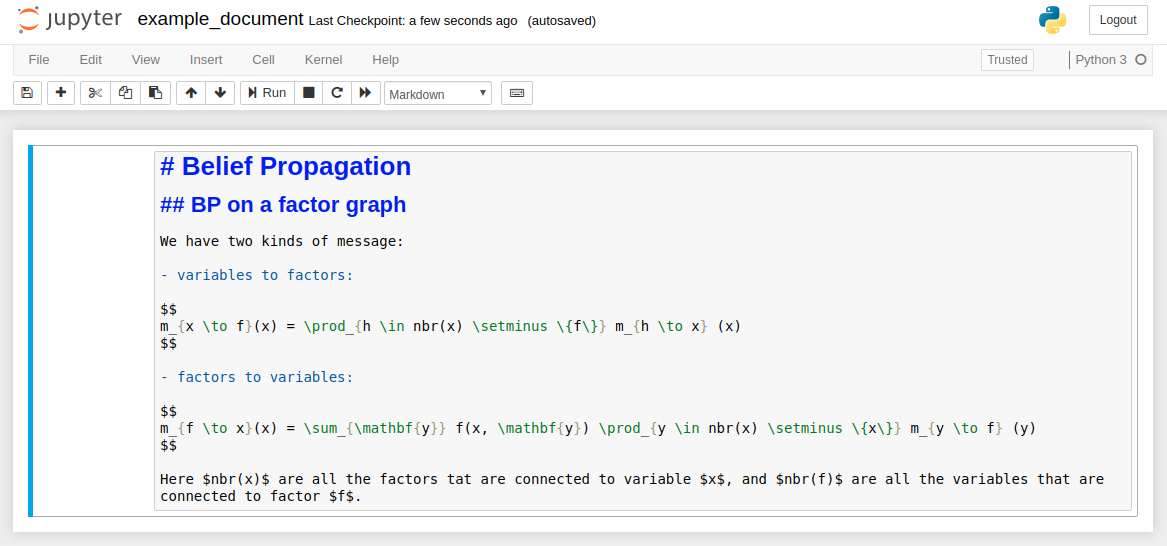 jupyter example_document Last Checkpoint: a few seconds ago (autosaved) Logout
File Edit View Insert Cell Kernel Help Trusted Python 3
Run Markdown
# Belief Propagation
## BP on a factor graph
We have two kinds of message:
- variables to factors:
$$
m_{x \to f}(x) = \prod_{h \in nbr(x) \setminus \{f\}} m_{h \to x} (x)
$$
- factors to variables:
$$
m_{f \to x}(x) = \sum_{\mathbf{y}} f(x, \mathbf{y}) \prod_{y \in nbr(x) \setminus \{x\}} m_{y \to f} (y)
$$
Here $nbr(x)$ are all the factors tat are connected to variable $x$, and $nbr(f)$ are all the variables that are
connected to factor $f$.